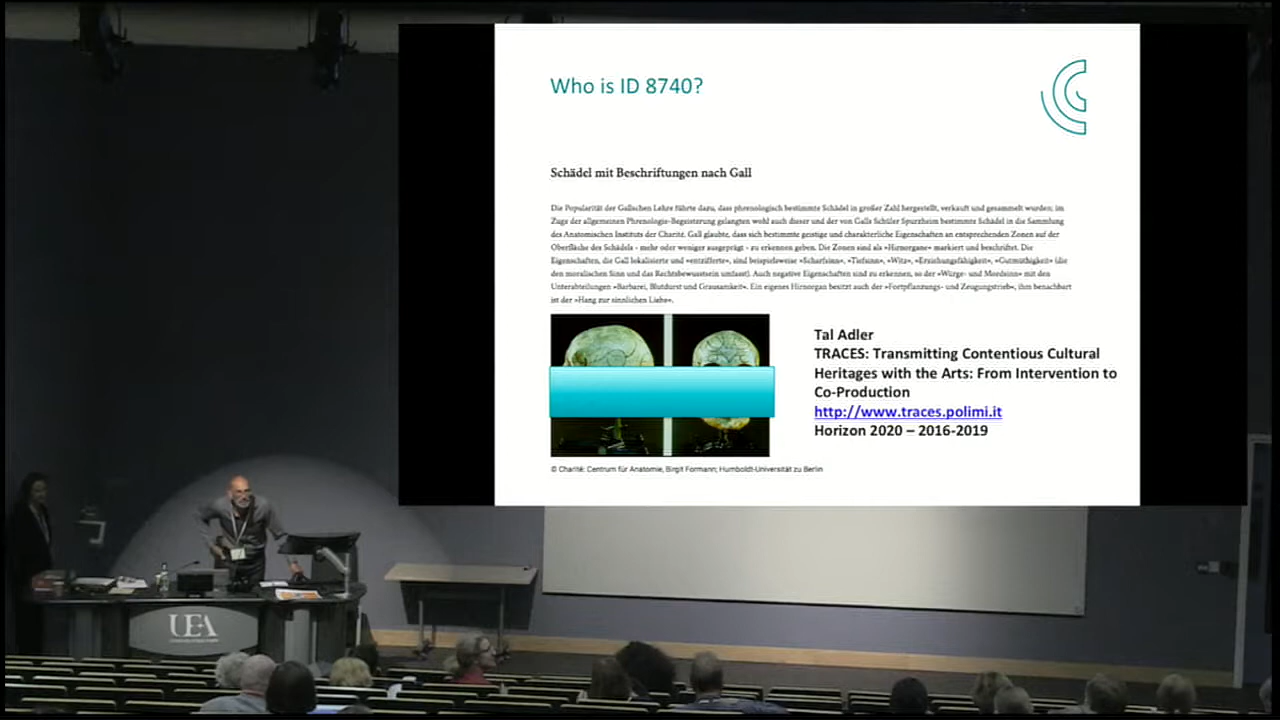 Who is ID 8740?
Schädel mit Beschriftungen nach Gall
Die Popularität der Gallschen Lehre führte dazu, dass phrenologisch bestimmte Schädel in großer Zahl hergestellt, verkauft und gesammelt wurden; im
Zuge der allgemeinen Phrenologie-Begeisterung gelangten wohl auch dieser und der von Galls Schüler Spurzheim bestimmte Schädel in die Sammlung
des Anatomischen Instituts der Charité. Gall glaubte, dass sich bestimmte geistige und charakterliche Eigenschaften an entsprechenden Zonen auf der
Oberfläche des Schädels - mehr oder weniger ausgeprägt - zu erkennen geben. Die Zonen sind als »Hirnorgane« markiert und beschriftet. Die
Eigenschaften, die Gall lokalisierte und »entzifferte«, sind beispielsweise »Scharfsinn«, »Tiefsinn«, »Witz«, »Erziehungsfähigkeit«, »Gutmüthigkeit« (die
den moralischen Sinn und das Rechtsbewusstsein umfasst). Auch negative Eigenschaften sind zu erkennen, so der »Würge- und Mordsinn« mit den
Unterabteilungen »Barbarei, Blutdurst und Grausamkeit«. Ein eigenes Hirnorgan besitzt auch der »Fortpflanzungs- und Zeugungstrieb«, ihm benachbart
ist der »Hang zur sinnlichen Liebe«.
Tal Adler
TRACES: Transmitting Contentious Cultural
Heritages with the Arts: From Intervention to
Co-Production
http://www.traces.polimi.it
Horizon 2020 – 2016-2019
© Charité: Centrum für Anatomie, Birgit Formann; Humboldt-Universität zu Berlin
UEA